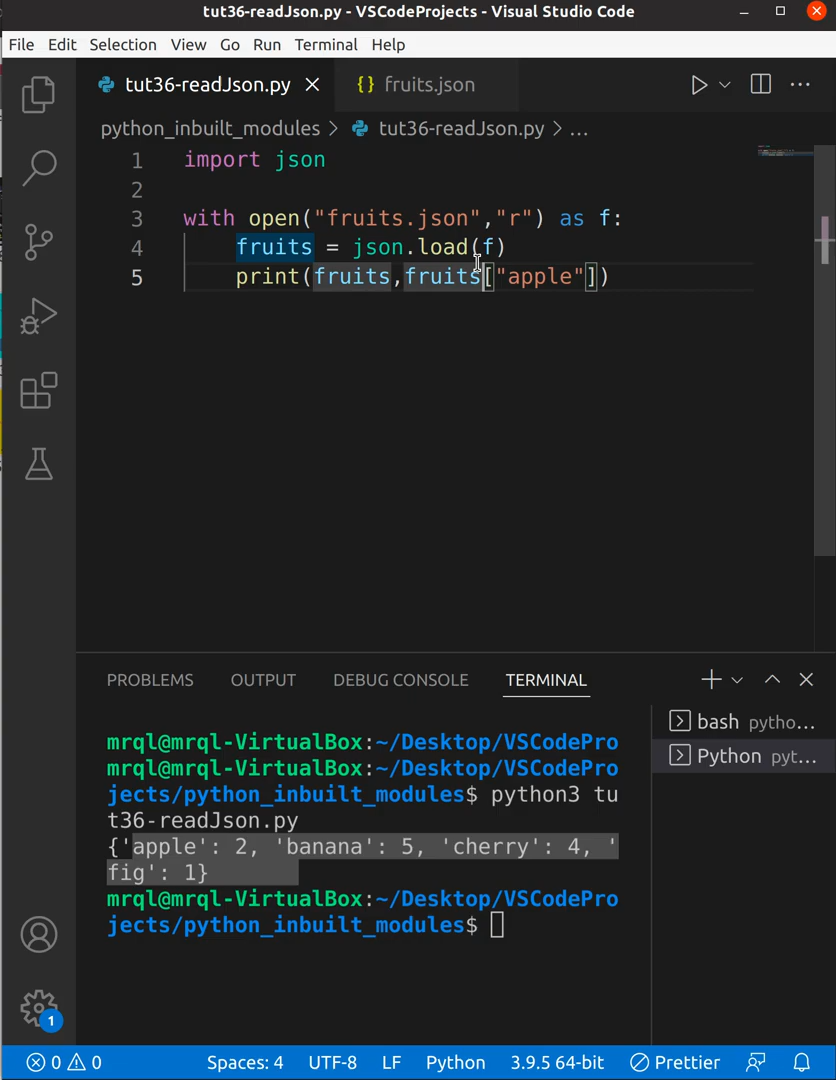 tut36-readJson.py - VSCodeProjects - Visual Studio Code
File Edit Selection View Go Run Terminal Help
tut36-readJson.py {} fruits.json
python_inbuilt_modules > tut36-readJson.py > ...
1 import json
2
3 with open("fruits.json","r") as f:
4 fruits = json.load(f)
5 print(fruits,fruits["apple"])
PROBLEMS OUTPUT DEBUG CONSOLE TERMINAL
bash pytho...
Python pyt...
mrql@mrql-VirtualBox:~/Desktop/VSCodePro
mrql@mrql-VirtualBox:~/Desktop/VSCodePro
jects/python_inbuilt_modules$ python3 tu
t36-readJson.py
{'apple': 2, 'banana': 5, 'cherry': 4, '
fig': 1}
mrql@mrql-VirtualBox:~/Desktop/VSCodePro
jects/python_inbuilt_modules$
1
0 0 Spaces: 4 UTF-8 LF Python 3.9.5 64-bit Prettier